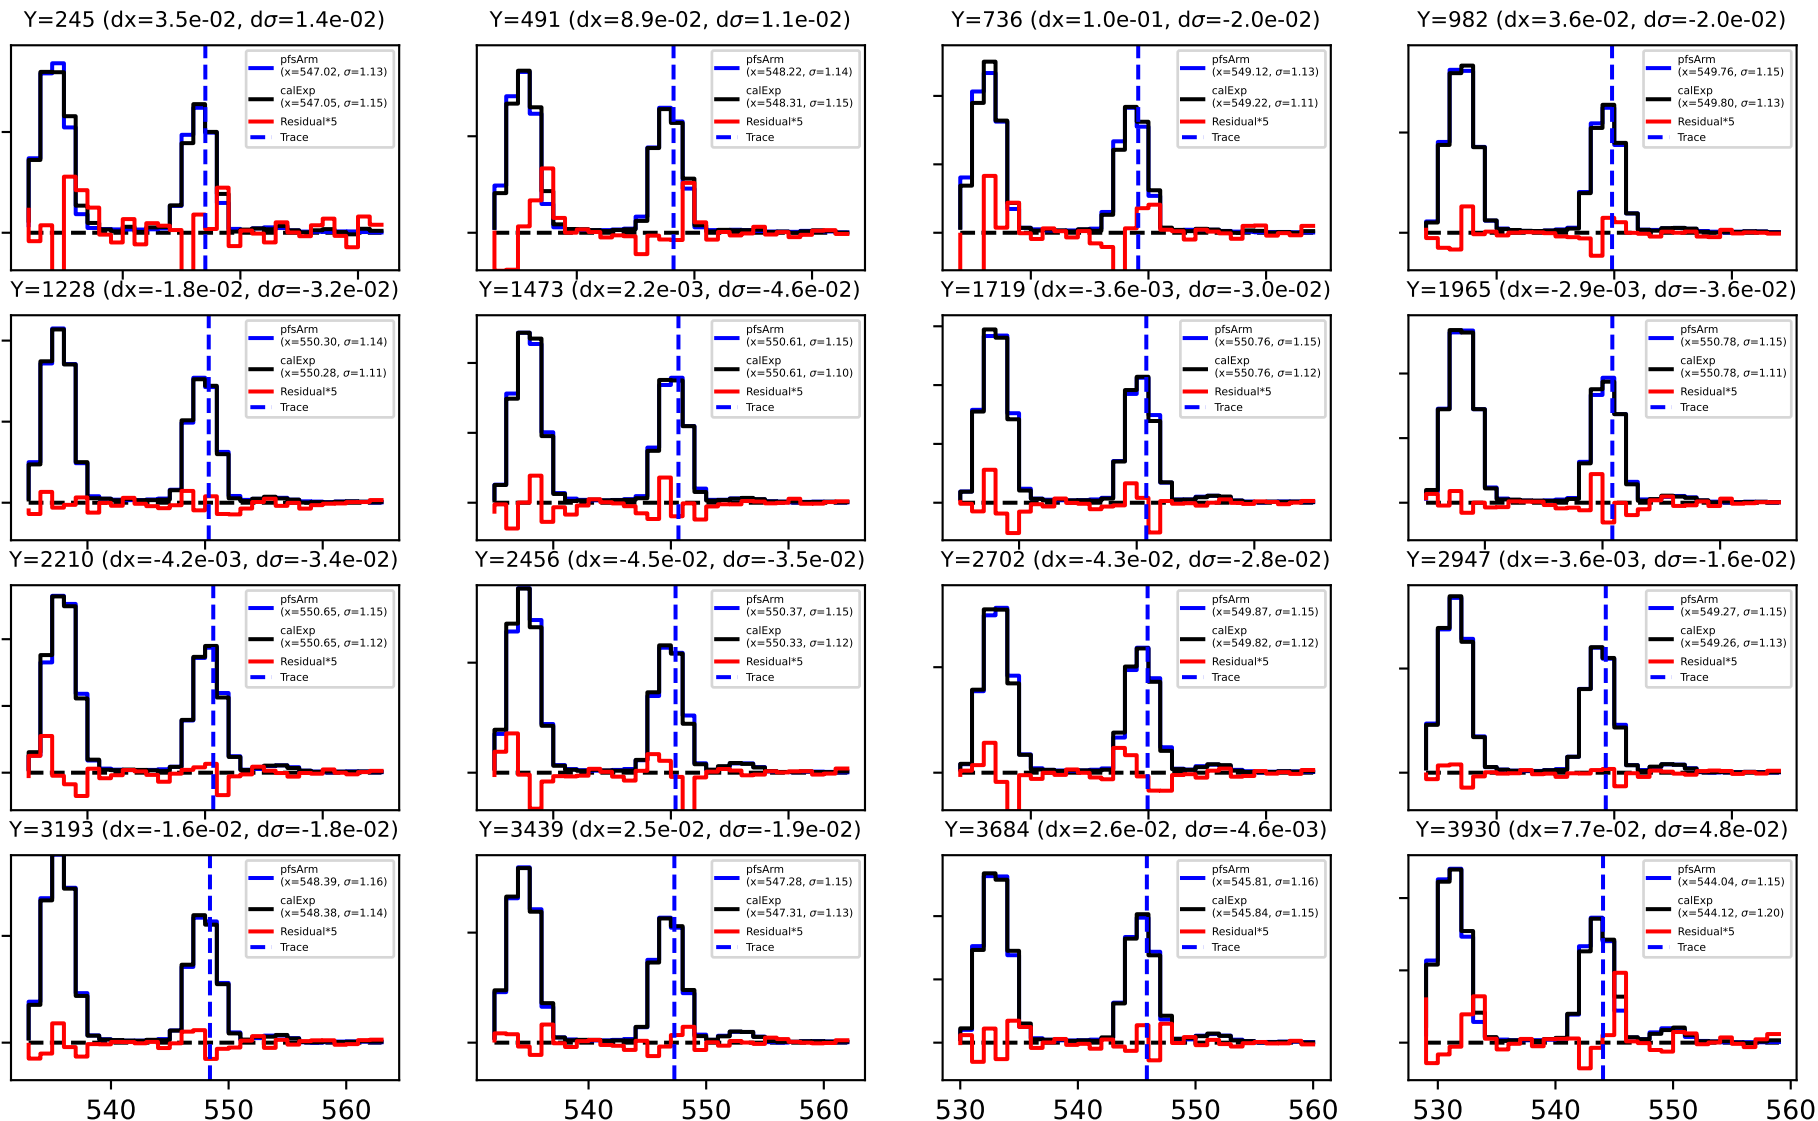 Y=245 (dx=3.5e-02, dσ=1.4e-02)
pfsArm
(x=547.02, σ=1.13)
calExp
(x=547.05, σ=1.15)
Residual*5
Trace
Y=491 (dx=8.9e-02, dσ=1.1e-02)
pfsArm
(x=548.22, σ=1.14)
calExp
(x=548.31, σ=1.15)
Residual*5
Trace
Y=736 (dx=1.0e-01, dσ=-2.0e-02)
pfsArm
(x=549.12, σ=1.13)
calExp
(x=549.22, σ=1.11)
Residual*5
Trace
Y=982 (dx=3.6e-02, dσ=-2.0e-02)
pfsArm
(x=549.76, σ=1.15)
calExp
(x=549.80, σ=1.13)
Residual*5
Trace
Y=1228 (dx=-1.8e-02, dσ=-3.2e-02)
pfsArm
(x=550.30, σ=1.14)
calExp
(x=550.28, σ=1.11)
Residual*5
Trace
Y=1473 (dx=2.2e-03, dσ=-4.6e-02)
pfsArm
(x=550.61, σ=1.15)
calExp
(x=550.61, σ=1.10)
Residual*5
Trace
Y=1719 (dx=-3.6e-03, dσ=-3.0e-02)
pfsArm
(x=550.76, σ=1.15)
calExp
(x=550.76, σ=1.12)
Residual*5
Trace
Y=1965 (dx=-2.9e-03, dσ=-3.6e-02)
pfsArm
(x=550.78, σ=1.15)
calExp
(x=550.78, σ=1.11)
Residual*5
Trace
Y=2210 (dx=-4.2e-03, dσ=-3.4e-02)
pfsArm
(x=550.65, σ=1.15)
calExp
(x=550.65, σ=1.12)
Residual*5
Trace
Y=2456 (dx=-4.5e-02, dσ=-3.5e-02)
pfsArm
(x=550.37, σ=1.15)
calExp
(x=550.33, σ=1.12)
Residual*5
Trace
Y=2702 (dx=-4.3e-02, dσ=-2.8e-02)
pfsArm
(x=549.87, σ=1.15)
calExp
(x=549.82, σ=1.12)
Residual*5
Trace
Y=2947 (dx=-3.6e-03, dσ=-1.6e-02)
pfsArm
(x=549.27, σ=1.15)
calExp
(x=549.26, σ=1.13)
Residual*5
Trace
Y=3193 (dx=-1.6e-02, dσ=-1.8e-02)
pfsArm
(x=548.39, σ=1.16)
calExp
(x=548.38, σ=1.14)
Residual*5
Trace
540 550 560
Y=3439 (dx=2.5e-02, dσ=-1.9e-02)
pfsArm
(x=547.28, σ=1.15)
calExp
(x=547.31, σ=1.13)
Residual*5
Trace
540 550 560
Y=3684 (dx=2.6e-02, dσ=-4.6e-03)
pfsArm
(x=545.81, σ=1.16)
calExp
(x=545.84, σ=1.15)
Residual*5
Trace
530 540 550 560
Y=3930 (dx=7.7e-02, dσ=4.8e-02)
pfsArm
(x=544.04, σ=1.15)
calExp
(x=544.12, σ=1.20)
Residual*5
Trace
530 540 550 560